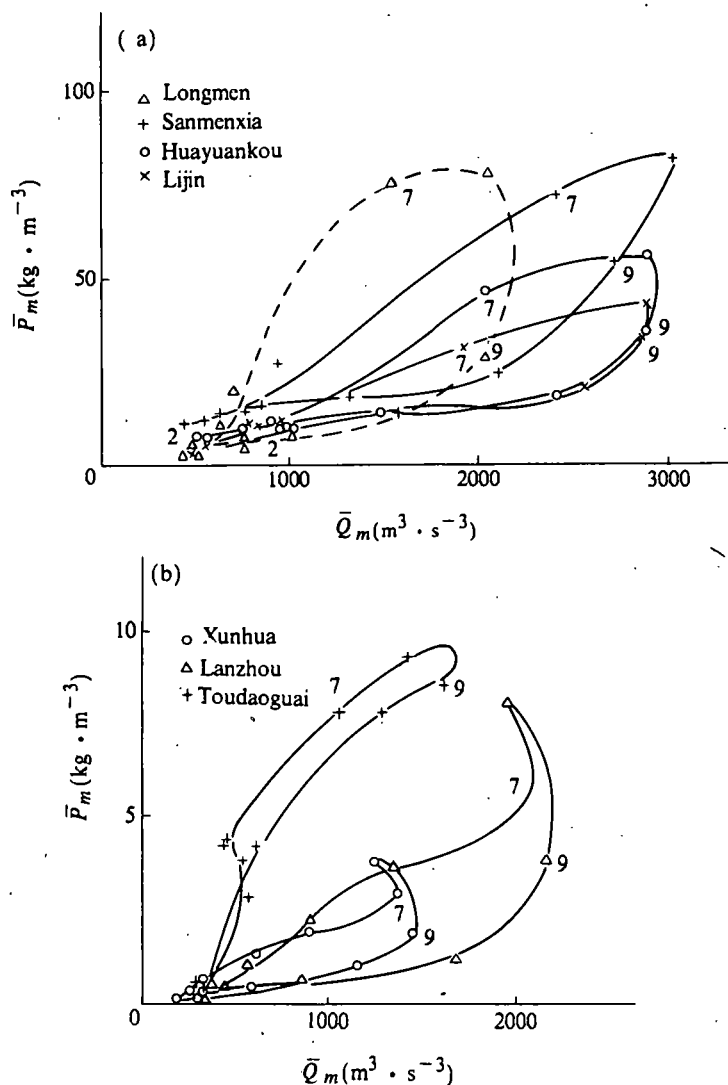 ( a )
100
△ Longmen
+ Sanmenxia
o Huayuankou
× Lijin
P̄m(kg · m⁻³)
7
7
50
9
7
7
9
9
9
2
2
0
1000
2000
3000
Q̄m(m³ · s⁻³)
(b)
10
o Xunhua
△ Lanzhou
+ Toudaoguai
7
9
P̄m(kg · m⁻³)
5
7
9
7
9
0
1000
2000
Q̄m(m³ · s⁻³)